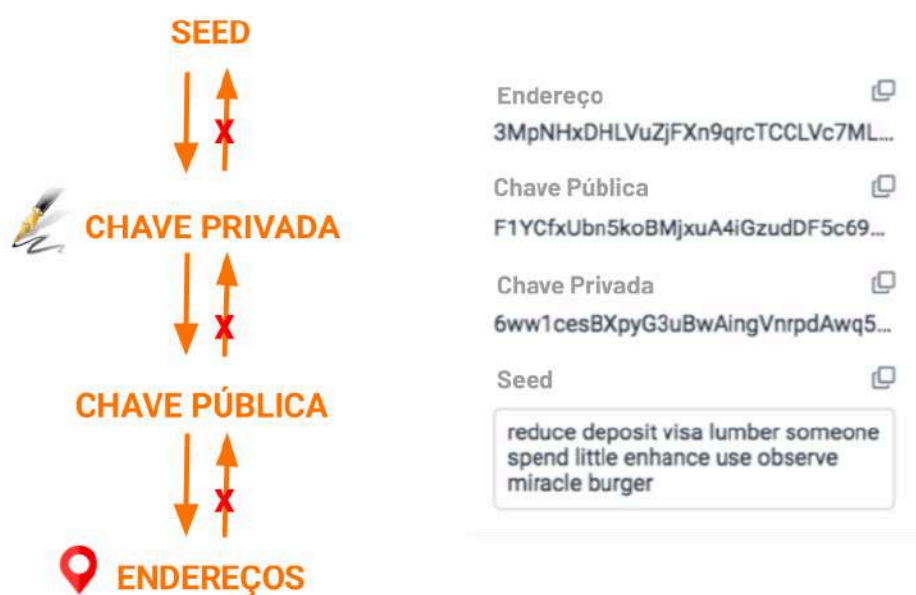 SEED
X
CHAVE PRIVADA
X
CHAVE PÚBLICA
X
ENDEREÇOS
Endereço
3MpNHxDHLVuZjFXn9qrcTCCLVc7ML...
Chave Pública
F1YCfxUbn5koBMjxuA4iGzudDF5c69...
Chave Privada
6ww1cesBXpyG3uBwAingVnrpdAwq5...
Seed
reduce deposit visa lumber someone
spend little enhance use observe
miracle burger